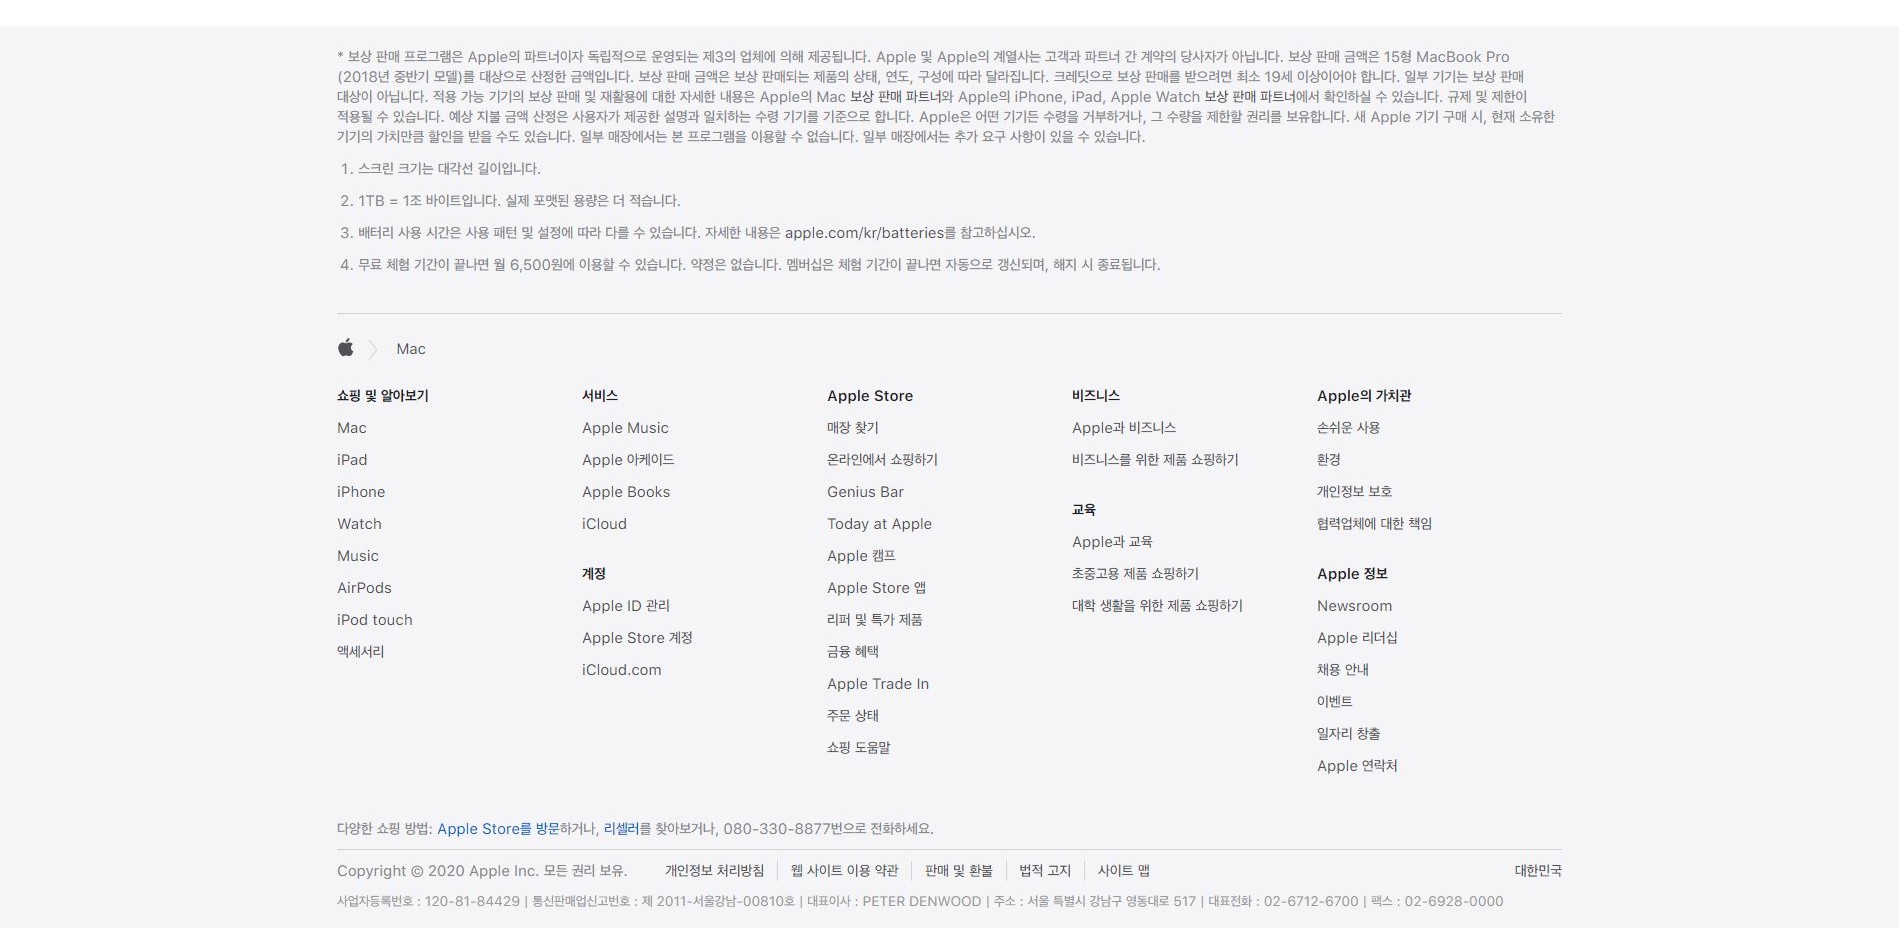 * 보상 판매 프로그램은 Apple의 파트너이자 독립적으로 운영되는 제3의 업체에 의해 제공됩니다. Apple 및 Apple의 계열사는 고객과 파트너 간 계약의 당사자가 아닙니다. 보상 판매 금액은 15형 MacBook Pro
(2018년 중반기 모델)를 대상으로 산정한 금액입니다. 보상 판매 금액은 보상 판매되는 제품의 상태, 연도, 구성에 따라 달라집니다. 크레딧으로 보상 판매를 받으려면 최소 19세 이상이어야 합니다. 일부 기기는 보상 판매
대상이 아닙니다. 적용 가능 기기의 보상 판매 및 재활용에 대한 자세한 내용은 Apple의 Mac 보상 판매 파트너와 Apple의 iPhone, iPad, Apple Watch 보상 판매 파트너에서 확인하실 수 있습니다. 규제 및 제한이
적용될 수 있습니다. 예상 지불 금액 산정은 사용자가 제공한 설명과 일치하는 수령 기기를 기준으로 합니다. Apple은 어떤 기기든 수령을 거부하거나, 그 수량을 제한할 권리를 보유합니다. 새 Apple 기기 구매 시, 현재 소유한
기기의 가치만큼 할인을 받을 수도 있습니다. 일부 매장에서는 본 프로그램을 이용할 수 없습니다. 일부 매장에서는 추가 요구 사항이 있을 수 있습니다.
1. 스크린 크기는 대각선 길이입니다.
2. 1TB = 1조 바이트입니다. 실제 포맷된 용량은 더 적습니다.
3. 배터리 사용 시간은 사용 패턴 및 설정에 따라 다를 수 있습니다. 자세한 내용은 apple.com/kr/batteries를 참고하십시오.
4. 무료 체험 기간이 끝나면 월 6,500원에 이용할 수 있습니다. 약정은 없습니다. 멤버십은 체험 기간이 끝나면 자동으로 갱신되며, 해지 시 종료됩니다.
Mac
쇼핑 및 알아보기
Mac
iPad
iPhone
Watch
Music
AirPods
iPod touch
액세서리
서비스
Apple Music
Apple 아케이드
Apple Books
iCloud
계정
Apple ID 관리
Apple Store 계정
iCloud.com
Apple Store
매장 찾기
온라인에서 쇼핑하기
Genius Bar
Today at Apple
Apple 캠프
Apple Store 앱
리퍼 및 특가 제품
금융 혜택
Apple Trade In
주문 상태
쇼핑 도움말
비즈니스
Apple과 비즈니스
비즈니스를 위한 제품 쇼핑하기
교육
Apple과 교육
초중고용 제품 쇼핑하기
대학 생활을 위한 제품 쇼핑하기
Apple의 가치관
손쉬운 사용
환경
개인정보 보호
협력업체에 대한 책임
Apple 정보
Newsroom
Apple 리더십
채용 안내
이벤트
일자리 창출
Apple 연락처
다양한 쇼핑 방법: Apple Store를 방문하거나, 리셀러를 찾아보거나, 080-330-8877번으로 전화하세요.
Copyright © 2020 Apple Inc. 모든 권리 보유. 개인정보 처리방침 | 웹 사이트 이용 약관 | 판매 및 환불 | 법적 고지 | 사이트 맵 대한민국
사업자등록번호 : 120-81-84429 | 통신판매업신고번호 : 제 2011-서울강남-00810호 | 대표이사 : PETER DENWOOD | 주소 : 서울 특별시 강남구 영동대로 517 | 대표전화 : 02-6712-6700 | 팩스 : 02-6928-0000